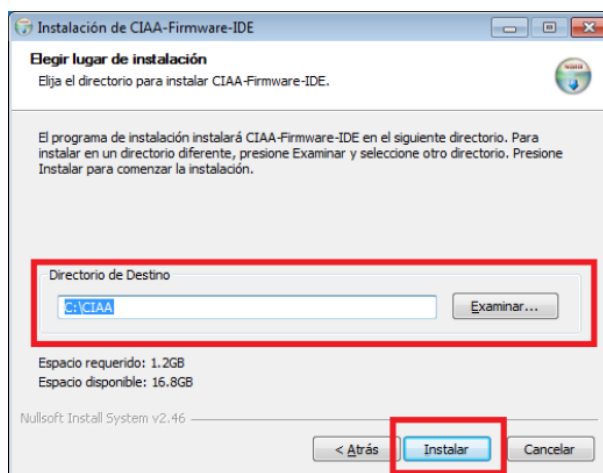 Instalación de CIAA-Firmware-IDE
Elegir lugar de instalación
Elija el directorio para instalar CIAA-Firmware-IDE.
El programa de instalación instalará CIAA-Firmware-IDE en el siguiente directorio. Para
instalar en un directorio diferente, presione Examinar y seleccione otro directorio. Presione
Instalar para comenzar la instalación.
Directorio de Destino
C:\CIAA
Examinar...
Espacio requerido: 1.2GB
Espacio disponible: 16.8GB
Nullsoft Install System v2.46
< Atrás
Instalar
Cancelar